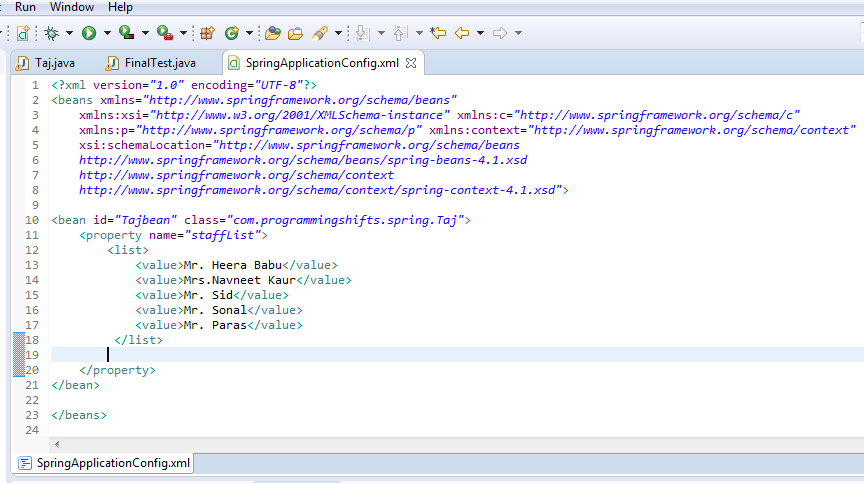 Run Window Help
Taj.java FinalTest.java SpringApplicationConfig.xml
1 <?xml version="1.0" encoding="UTF-8"?>
2 <beans xmlns="http://www.springframework.org/schema/beans"
3 xmlns:xsi="http://www.w3.org/2001/XMLSchema-instance" xmlns:c="http://www.springframework.org/schema/c"
4 xmlns:p="http://www.springframework.org/schema/p" xmlns:context="http://www.springframework.org/schema/context"
5 xsi:schemaLocation="http://www.springframework.org/schema/beans
6 http://www.springframework.org/schema/beans/spring-beans-4.1.xsd
7 http://www.springframework.org/schema/context
8 http://www.springframework.org/schema/context/spring-context-4.1.xsd">
9
10 <bean id="Tajbean" class="com.programmingshifts.spring.Taj">
11 <property name="staffList">
12 <list>
13 <value>Mr. Heera Babu</value>
14 <value>Mrs.Navneet Kaur</value>
15 <value>Mr. Sid</value>
16 <value>Mr. Sonal</value>
17 <value>Mr. Paras</value>
18 </list>
19
20 </property>
21 </bean>
22
23 </beans>
24
SpringApplicationConfig.xml